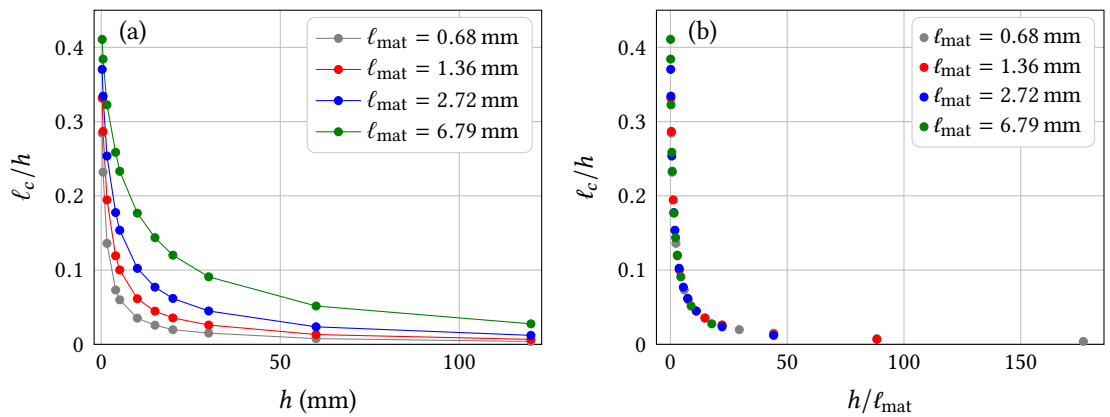 (a)
ℓmat = 0.68 mm
ℓmat = 1.36 mm
ℓmat = 2.72 mm
ℓmat = 6.79 mm
0.4
0.3
0.2
0.1
0
ℓc/h
0
50
100
h (mm)
(b)
ℓmat = 0.68 mm
ℓmat = 1.36 mm
ℓmat = 2.72 mm
ℓmat = 6.79 mm
0.4
0.3
0.2
0.1
0
ℓc/h
0
50
100
150
h/ℓmat